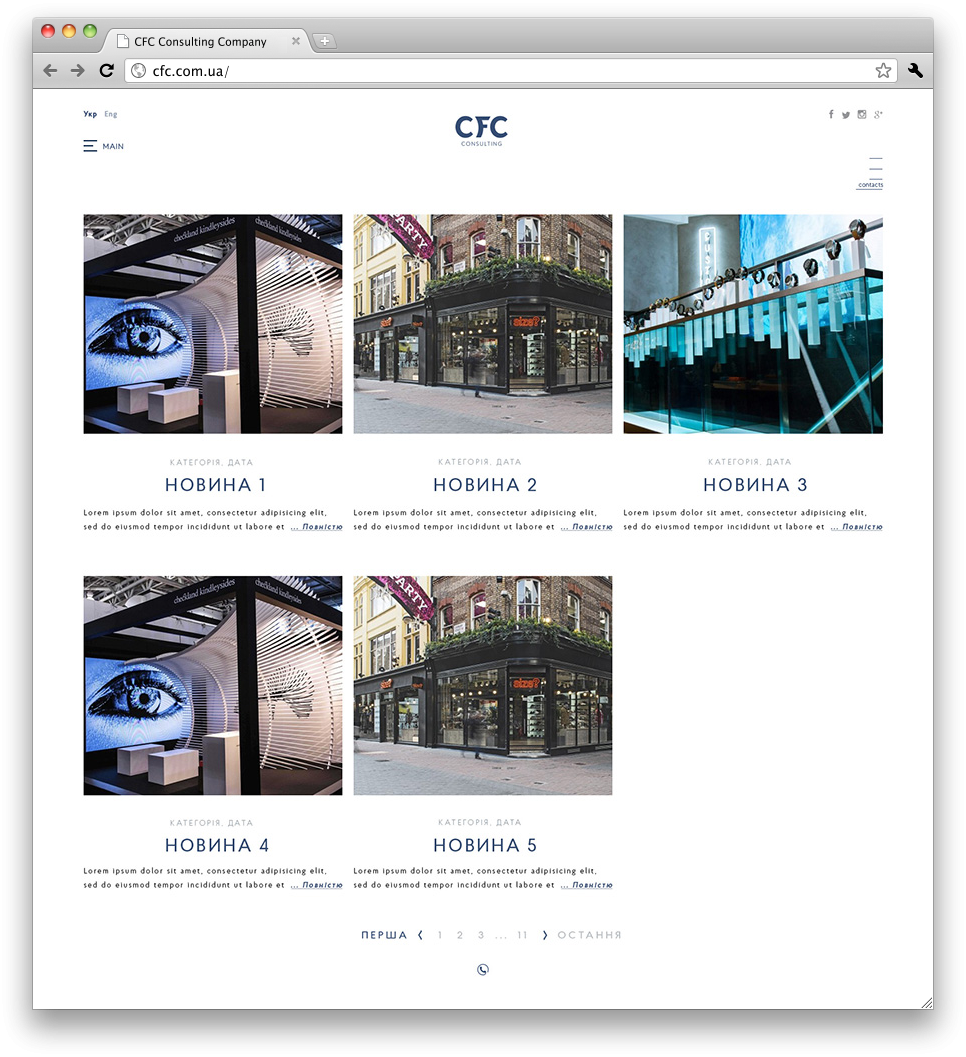 CFC Consulting Company
cfc.com.ua/
Укр Eng
CFC
CONSULTING
MAIN
contacts
checkland kindleysides checkland kindleysides
PARTY
size?
size?
КАТЕГОРІЯ, ДАТА
НОВИНА 1
Lorem ipsum dolor sit amet, consectetur adipisicing elit,
sed do eiusmod tempor incididunt ut labore et ... Повністю
КАТЕГОРІЯ, ДАТА
НОВИНА 2
Lorem ipsum dolor sit amet, consectetur adipisicing elit,
sed do eiusmod tempor incididunt ut labore et ... Повністю
КАТЕГОРІЯ, ДАТА
НОВИНА 3
Lorem ipsum dolor sit amet, consectetur adipisicing elit,
sed do eiusmod tempor incididunt ut labore et ... Повністю
checkland kindleysides checkland kindleysides
PARTY
size?
size?
КАТЕГОРІЯ, ДАТА
НОВИНА 4
Lorem ipsum dolor sit amet, consectetur adipisicing elit,
sed do eiusmod tempor incididunt ut labore et ... Повністю
КАТЕГОРІЯ, ДАТА
НОВИНА 5
Lorem ipsum dolor sit amet, consectetur adipisicing elit,
sed do eiusmod tempor incididunt ut labore et ... Повністю
ПЕРША ‹ 1 2 3 ... 11 › ОСТАННЯ